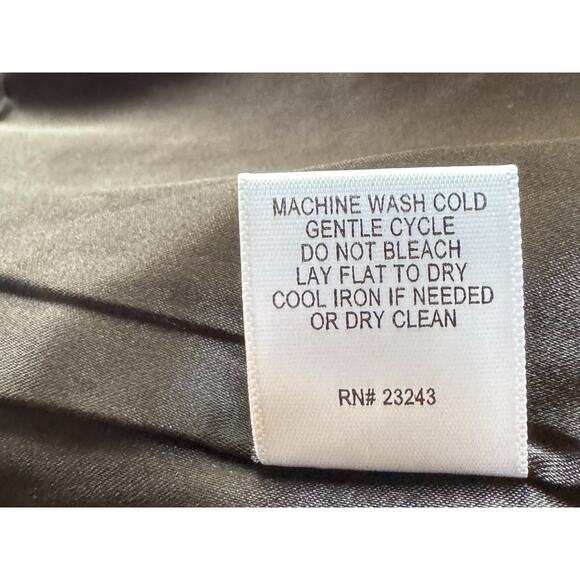 MACHINE WASH COLD
GENTLE CYCLE
DO NOT BLEACH
LAY FLAT TO DRY
COOL IRON IF NEEDED
OR DRY CLEAN
RN# 23243